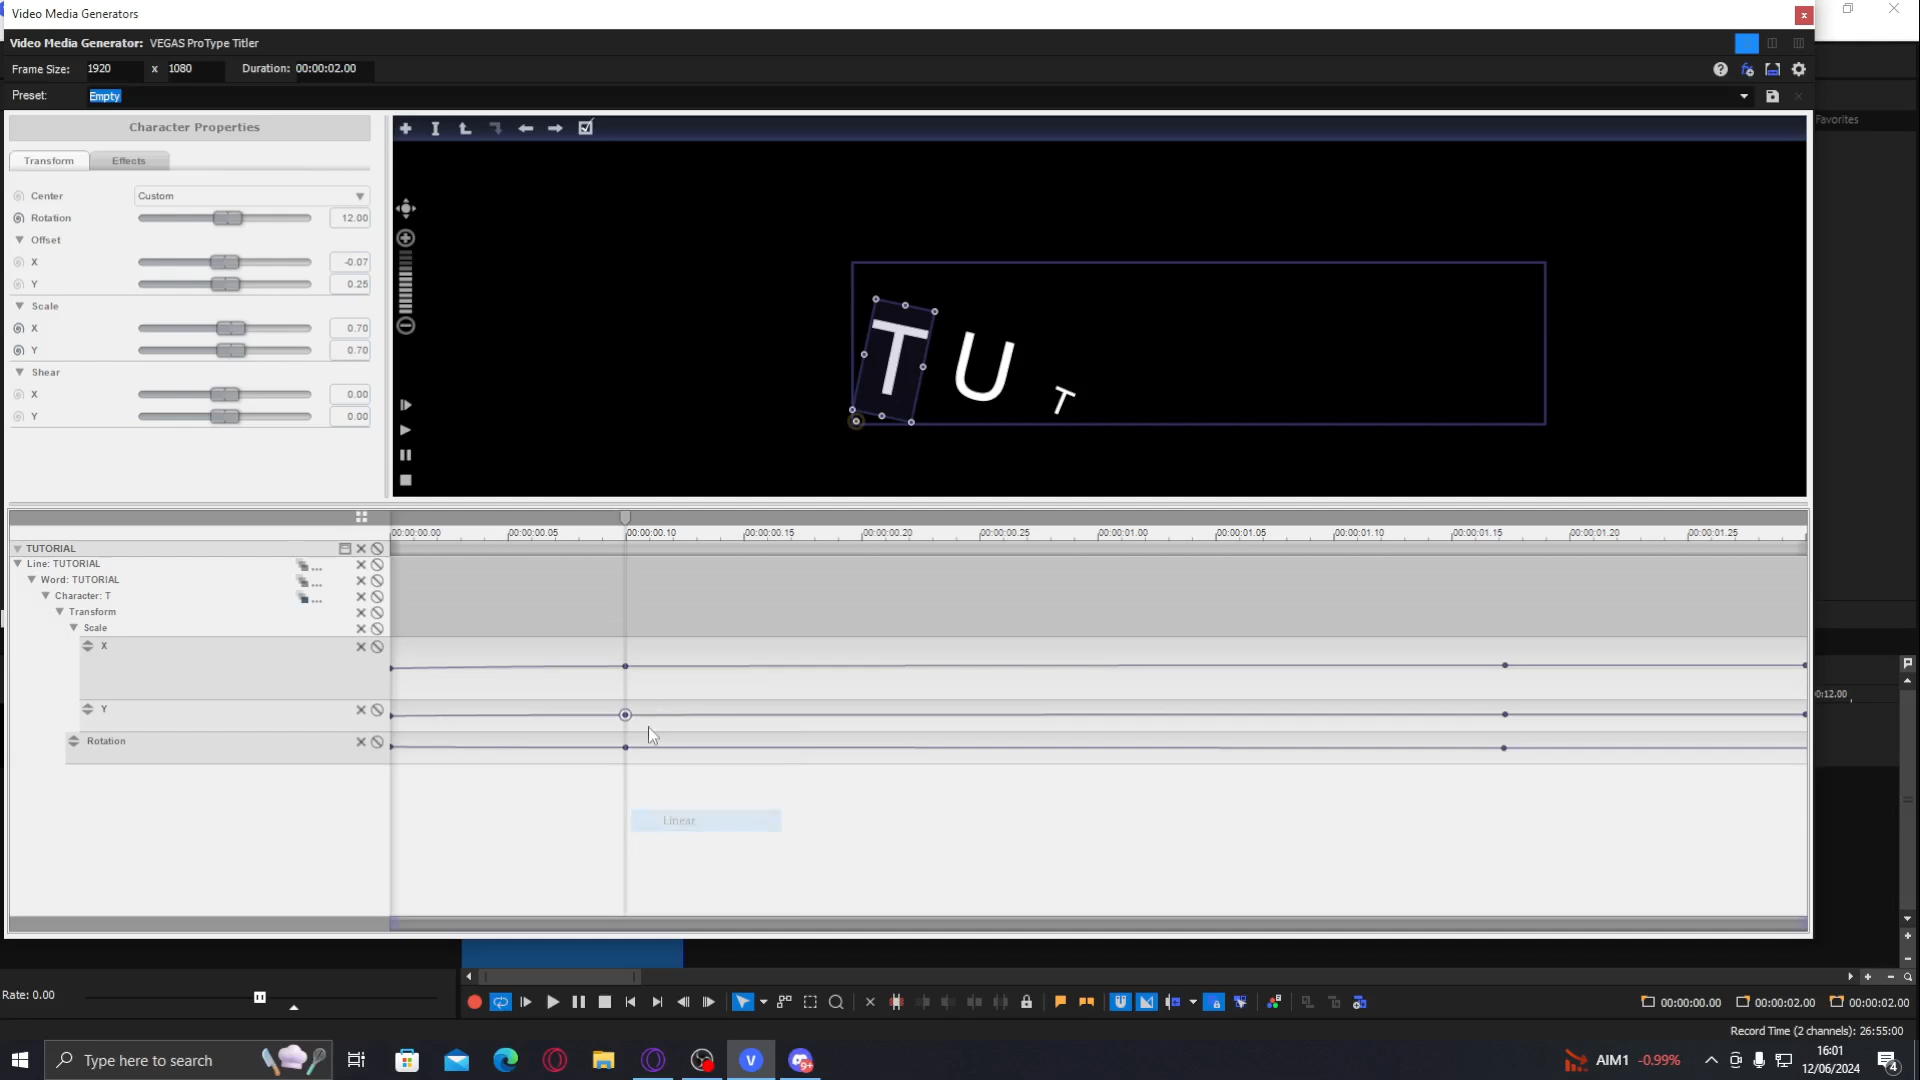 Video Media Generators
x
Video Media Generator: VEGAS ProType Titler
Frame Size: 1920 x 1080 Duration: 00:00:02.00
Preset: Empty
Character Properties
Favorites
Transform Effects
Center Custom
Rotation 12.00
Offset
X -0.07
Y 0.25
Scale
X 0.70
Y 0.70
Shear
X 0.00
Y 0.00
T U T
00:00:00.00 00:00:00.05 00:00:00.10 00:00:00.15 00:00:00.20 00:00:00.25 00:00:01.00 00:00:01.05 00:00:01.10 00:00:01.15 00:00:01.20 00:00:01.25
TUTORIAL
Line: TUTORIAL
Word: TUTORIAL
Character: T
Transform
Scale
X
Y
Rotation
Linear
0:12.00
Rate: 0.00
00:00:00.00 00:00:02.00 00:00:02.00
Record Time (2 channels): 26:55:00
Type here to search
V
9+
AIM1 -0.99%
16:01
12/06/2024
4